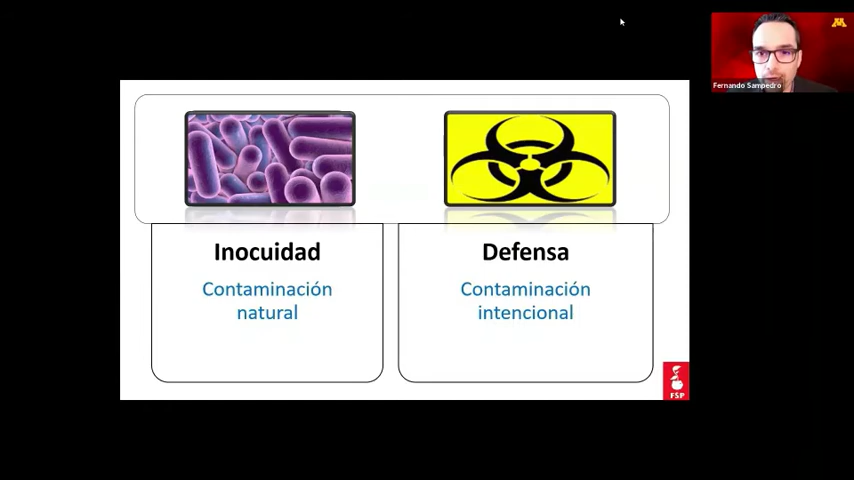 Fernando Sampedro
Inocuidad
Contaminación
natural
Defensa
Contaminación
intencional
FSP